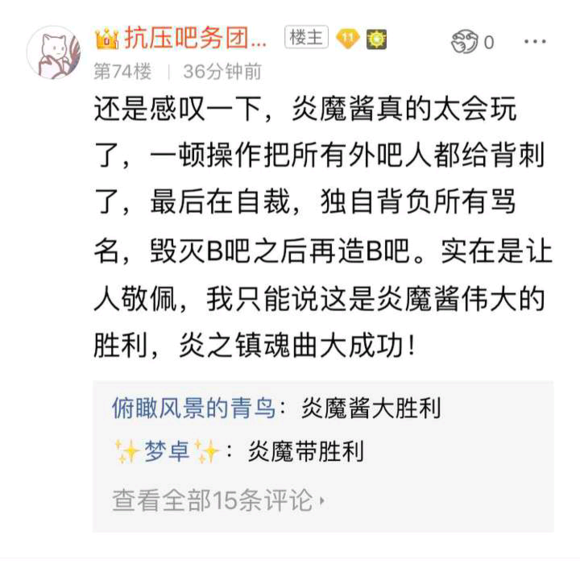 抗压吧务团... 楼主 11 0
第74楼 | 36分钟前
还是感叹一下，炎魔酱真的太会玩
了，一顿操作把所有外吧人都给背刺
了，最后在自裁，独自背负所有骂
名，毁灭B吧之后再造B吧。实在是让
人敬佩，我只能说这是炎魔酱伟大的
胜利，炎之镇魂曲大成功！
俯瞰风景的青鸟：炎魔酱大胜利
✨梦卓✨：炎魔带胜利
查看全部15条评论